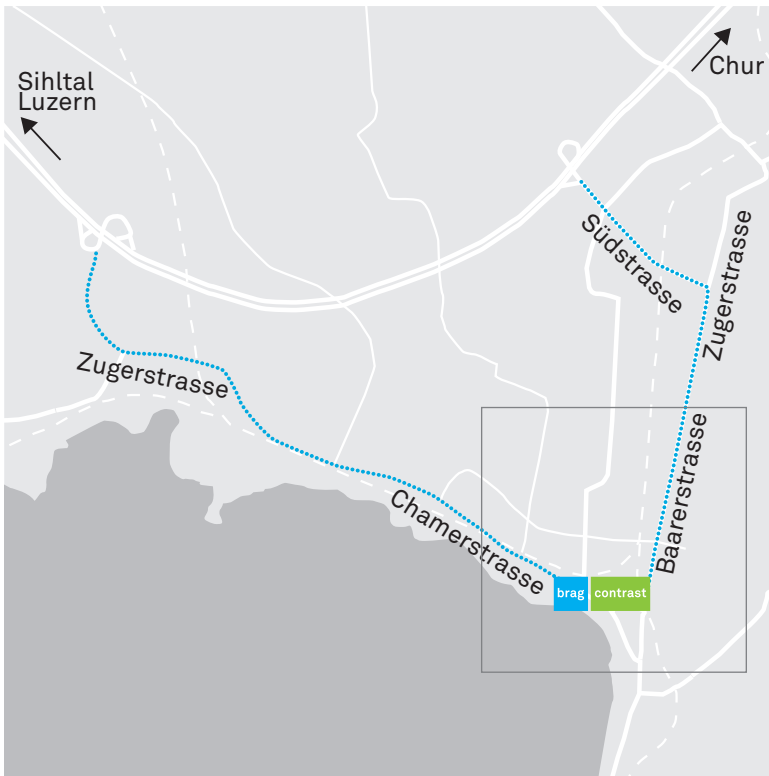 Sihltal
Luzern
Chur
Südstrasse
Zugerstrasse
Zugerstrasse
Baarerstrasse
Chamerstrasse
brag
contrast